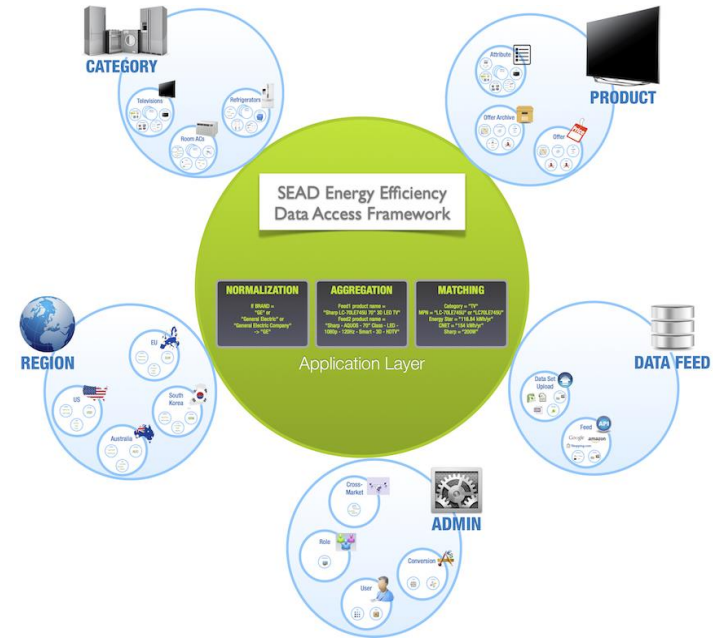 CATEGORY
Televisions
Refrigerators
Room ACs
PRODUCT
Attribute
Offer Archive
Offer
SEAD Energy Efficiency
Data Access Framework
NORMALIZATION
If BRAND =
"GE" or
"General Electric" or
"General Electric Company"
-> "GE"
AGGREGATION
Feed1 product name =
"Sharp LC-70LE745U 70" 3D LED TV"
Feed2 product name =
"Sharp - AQUOS - 70" Class - LED -
1080p - 120Hz - Smart - 3D - HDTV"
MATCHING
Category = "TV"
MPN = "LC-70LE745U" or "LC70LE745U"
Energy Star = "116.94 kWh/yr"
CNET = "154 kWh/yr"
Sharp = "200W"
Application Layer
REGION
EU
US
South
Korea
Australia
DATA FEED
Data Set
Upload
Feed
API
Google
amazon
ADMIN
Cross-
Market
Role
Conversion
User